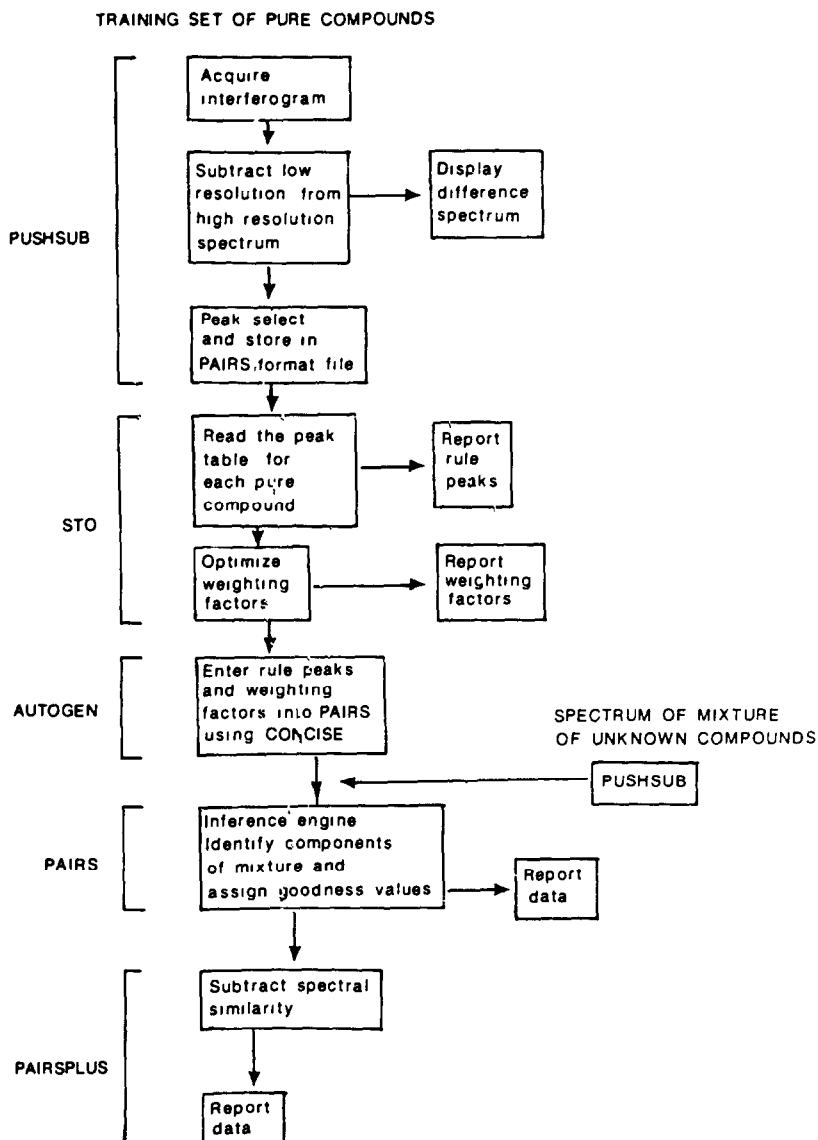 TRAINING SET OF PURE COMPOUNDS
Acquire
interferogram
Subtract low
resolution from
high resolution
spectrum
Display
difference
spectrum
PUSHSUB
Peak select
and store in
PAIRS.format file
Read the peak
table for
each pure
compound
Report
rule
peaks
STO
Optimize
weighting
factors
Report
weighting
factors
AUTOGEN
Enter rule peaks
and weighting
factors into PAIRS
using CONCISE
SPECTRUM OF MIXTURE
OF UNKNOWN COMPOUNDS
PUSHSUB
PAIRS
Inference engine
Identify components
of mixture and
assign goodness values
Report
data
Subtract spectral
similarity
PAIRSPLUS
Report
data